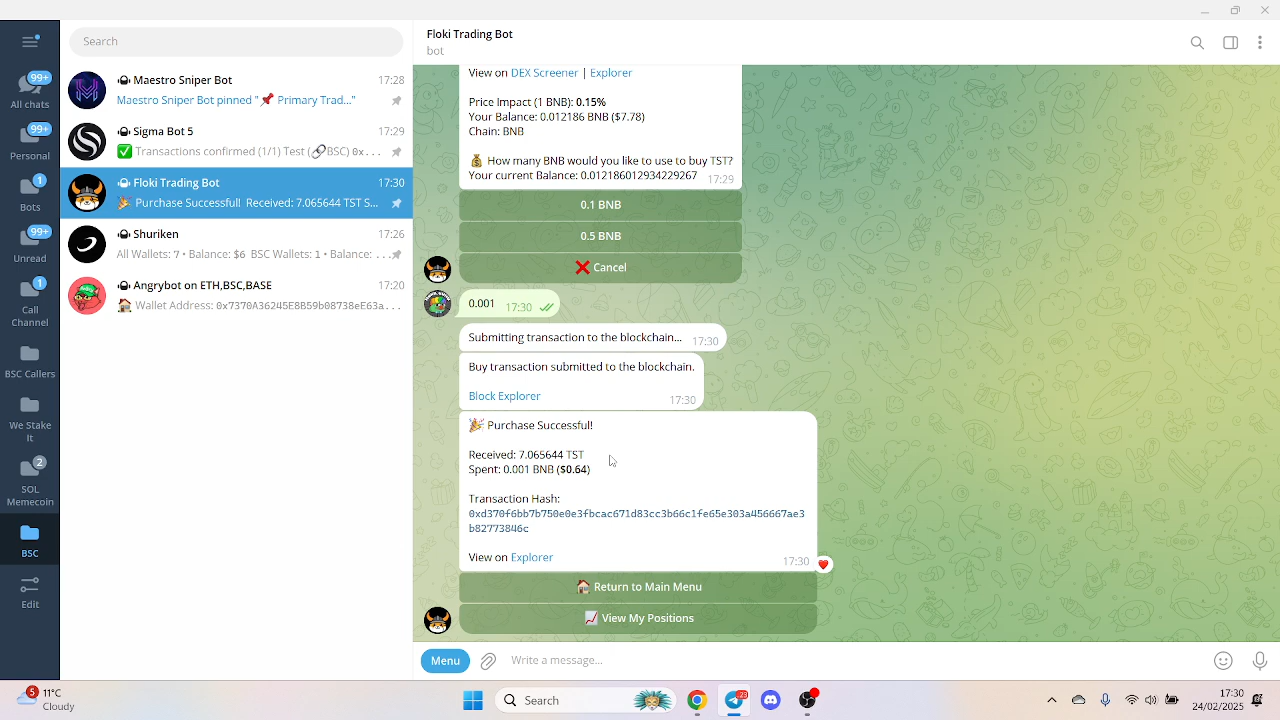 Search
99+
All chats
99+
Personal
1
Bots
99+
Unread
1
Call
Channel
BSC Callers
We Stake
It
2
SOL
Memecoin
BSC
Edit
Maestro Sniper Bot 17:28
Maestro Sniper Bot pinned "📌 Primary Trad..."
Sigma Bot 5 17:29
✅ Transactions confirmed (1/1) Test (🔗BSC) 0x...
Floki Trading Bot 17:30
🎉 Purchase Successful! Received: 7.065644 TST S...
Shuriken 17:26
All Wallets: 7 • Balance: $6 BSC Wallets: 1 • Balance: ...
Angrybot on ETH,BSC,BASE 17:20
🏠 Wallet Address: 0x7370A36245E8B59b08738eE63a...
Floki Trading Bot
bot
View on DEX Screener | Explorer
Price Impact (1 BNB): 0.15%
Your Balance: 0.012186 BNB ($7.78)
Chain: BNB
💰 How many BNB would you like to use to buy TST?
Your current Balance: 0.012186012934229267 17:29
0.1 BNB
0.5 BNB
❌ Cancel
0.001 17:30
Submitting transaction to the blockchain... 17:30
Buy transaction submitted to the blockchain.
Block Explorer 17:30
🎉 Purchase Successful!
Received: 7.065644 TST
Spent: 0.001 BNB ($0.64)
Transaction Hash:
0xd370f6bb7b750e0e3fbcac671d83cc3b66c1fe65e303a456667ae3
b82773846c
View on Explorer 17:30
🏠 Return to Main Menu
📈 View My Positions
Menu
Write a message...
5
11°C
Cloudy
Search
17:30